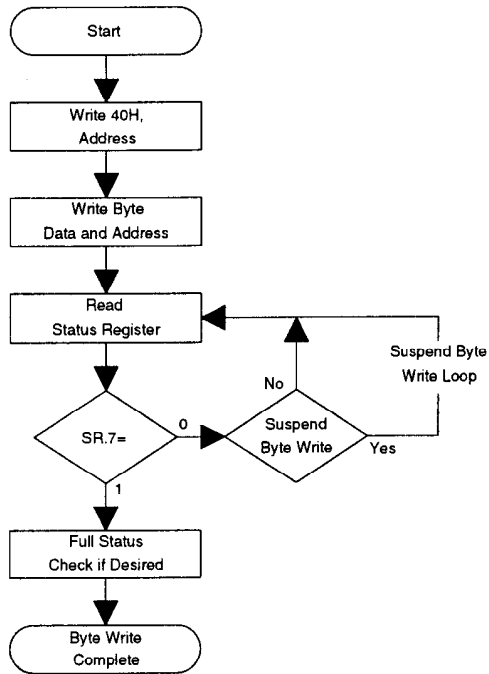 Start
Write 40H,
Address
Write Byte
Data and Address
Read
Status Register
Suspend Byte
Write Loop
No
SR.7=
0
Suspend
Byte Write
Yes
1
Full Status
Check if Desired
Byte Write
Complete